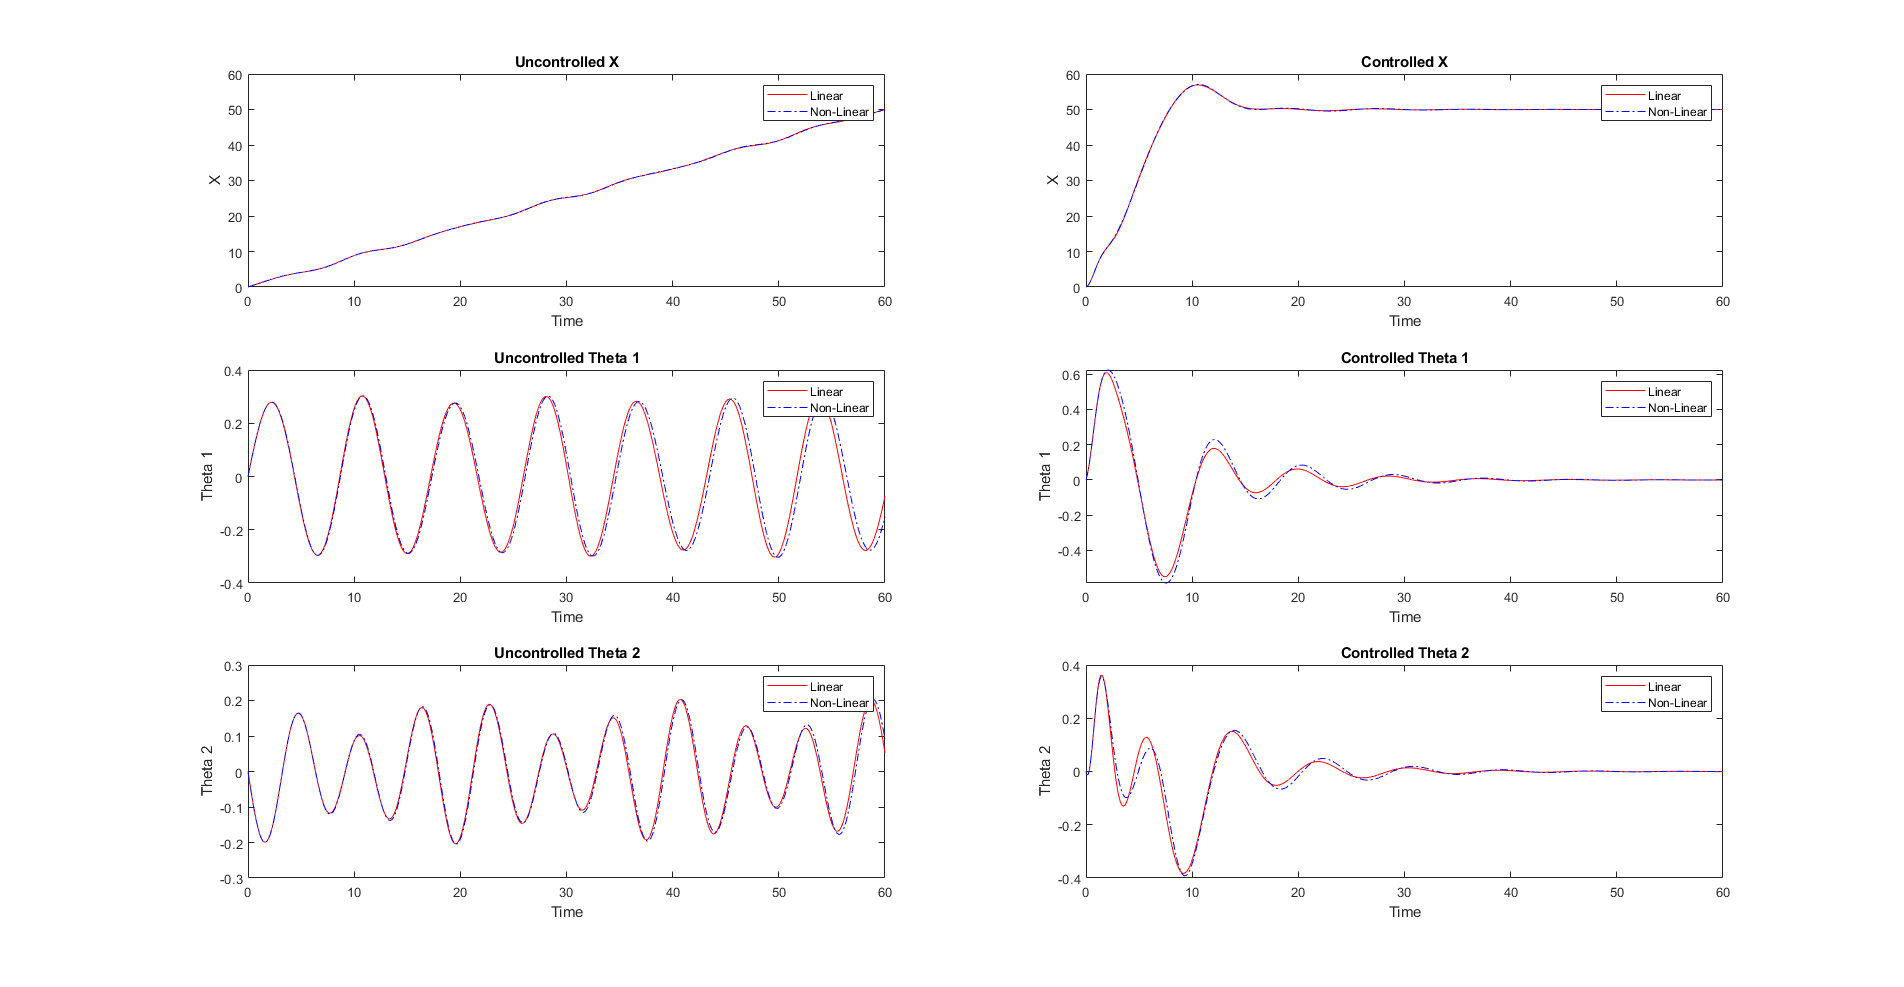 Uncontrolled X
60
50
40
30
20
10
0
X
Linear
Non-Linear
0 10 20 30 40 50 60
Time
Controlled X
60
50
40
30
20
10
0
X
Linear
Non-Linear
0 10 20 30 40 50 60
Time
Uncontrolled Theta 1
0.4
0.2
0
-0.2
-0.4
Theta 1
Linear
Non-Linear
0 10 20 30 40 50 60
Time
Controlled Theta 1
0.6
0.4
0.2
0
-0.2
-0.4
Theta 1
Linear
Non-Linear
0 10 20 30 40 50 60
Time
Uncontrolled Theta 2
0.3
0.2
0.1
0
-0.1
-0.2
-0.3
Theta 2
Linear
Non-Linear
0 10 20 30 40 50 60
Time
Controlled Theta 2
0.4
0.2
0
-0.2
-0.4
Theta 2
Linear
Non-Linear
0 10 20 30 40 50 60
Time